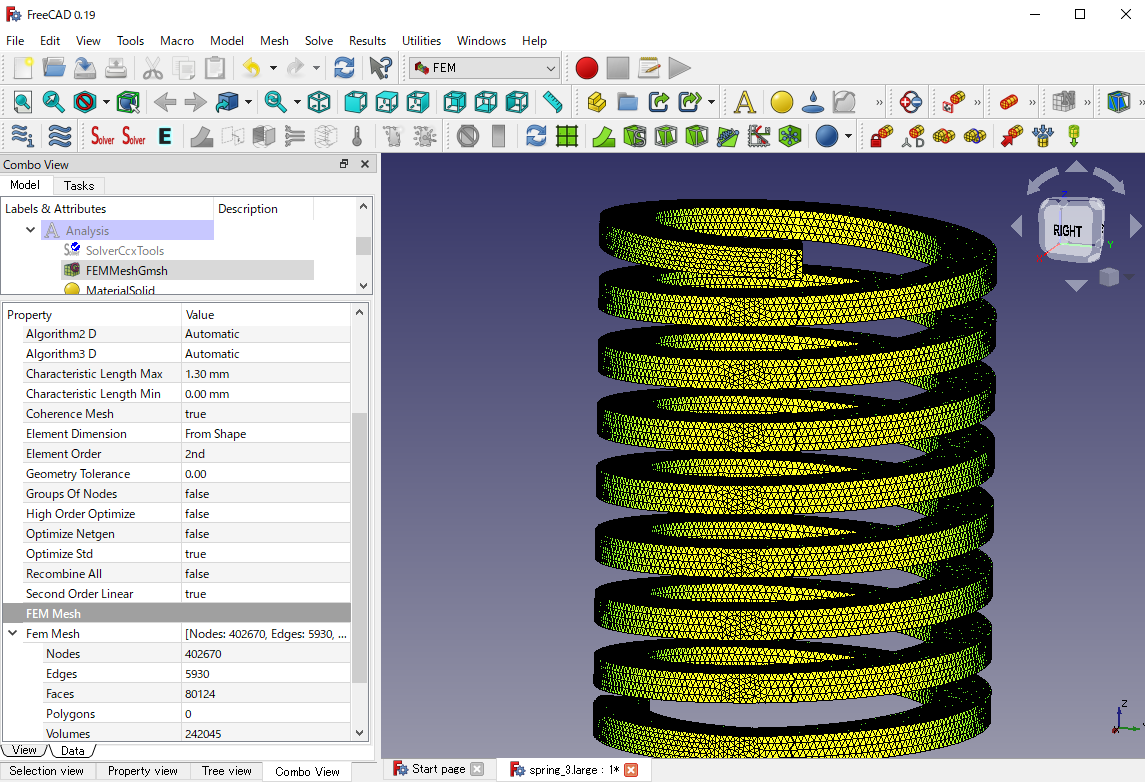 FreeCAD 0.19
File Edit View Tools Macro Model Mesh Solve Results Utilities Windows Help
FEM
A
Solver Solver E
D
Combo View
Model Tasks
Labels & Attributes Description
Analysis
SolverCcxTools
FEMMeshGmsh
MaterialSolid
Property Value
Algorithm2 D Automatic
Algorithm3 D Automatic
Characteristic Length Max 1.30 mm
Characteristic Length Min 0.00 mm
Coherence Mesh true
Element Dimension From Shape
Element Order 2nd
Geometry Tolerance 0.00
Groups Of Nodes false
High Order Optimize false
Optimize Netgen false
Optimize Std true
Recombine All false
Second Order Linear true
FEM Mesh
Fem Mesh [Nodes: 402670, Edges: 5930, ...
Nodes 402670
Edges 5930
Faces 80124
Polygons 0
Volumes 242045
View Data
Selection view Property view Tree view Combo View
Z
RIGHT
Y
Z
Start page
spring_3.large : 1*